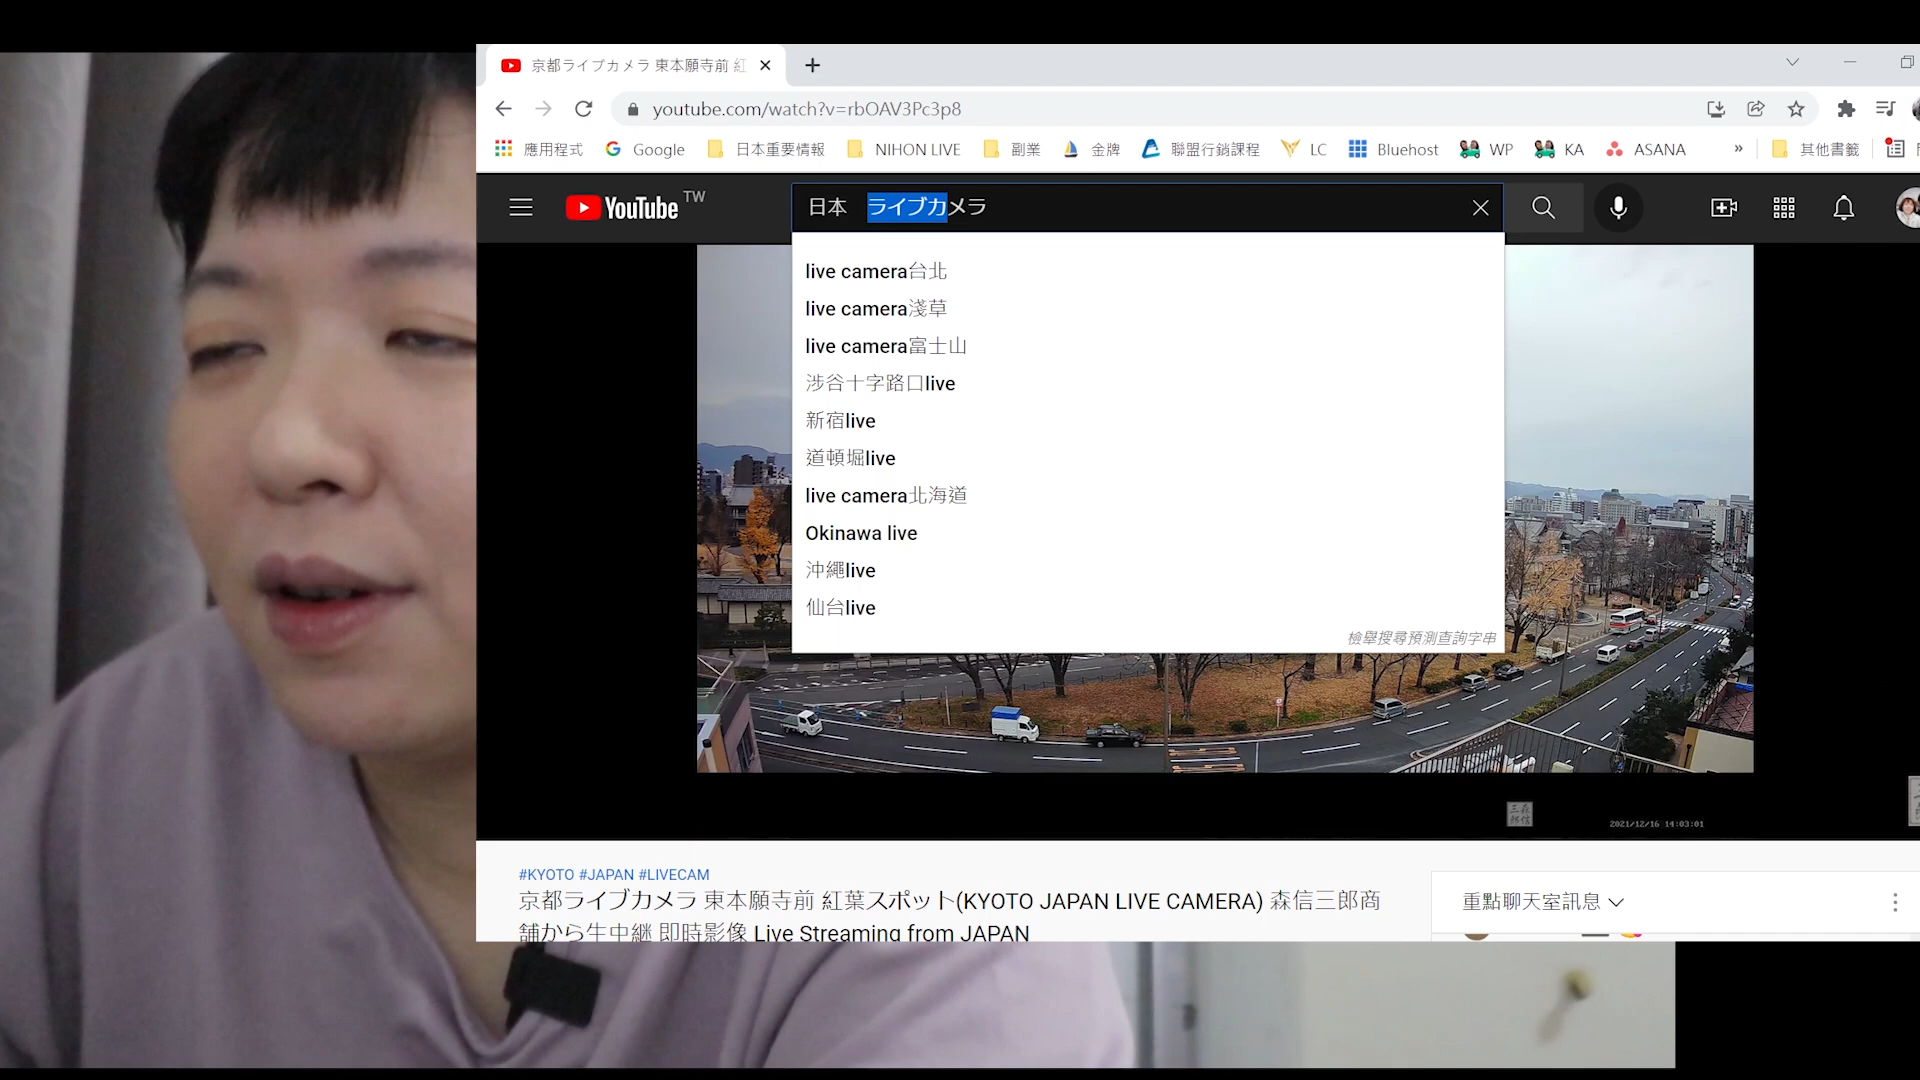 京都ライブカメラ 東本願寺前 紅
youtube.com/watch?v=rbOAV3Pc3p8
應用程式 Google 日本重要情報 NIHON LIVE 副業 金牌 聯盟行銷課程 LC Bluehost WP KA ASANA » 其他書籤
YouTube TW 日本 ライブカメラ
live camera台北
live camera淺草
live camera富士山
涉谷十字路口live
新宿live
道頓堀live
live camera北海道
Okinawa live
沖繩live
仙台live
檢舉搜尋預測查詢字串
2021/12/16 14:03:01
#KYOTO #JAPAN #LIVECAM
京都ライブカメラ 東本願寺前 紅葉スポット(KYOTO JAPAN LIVE CAMERA) 森信三郎商
舗から生中継 即時影像 Live Streaming from JAPAN
重點聊天室訊息